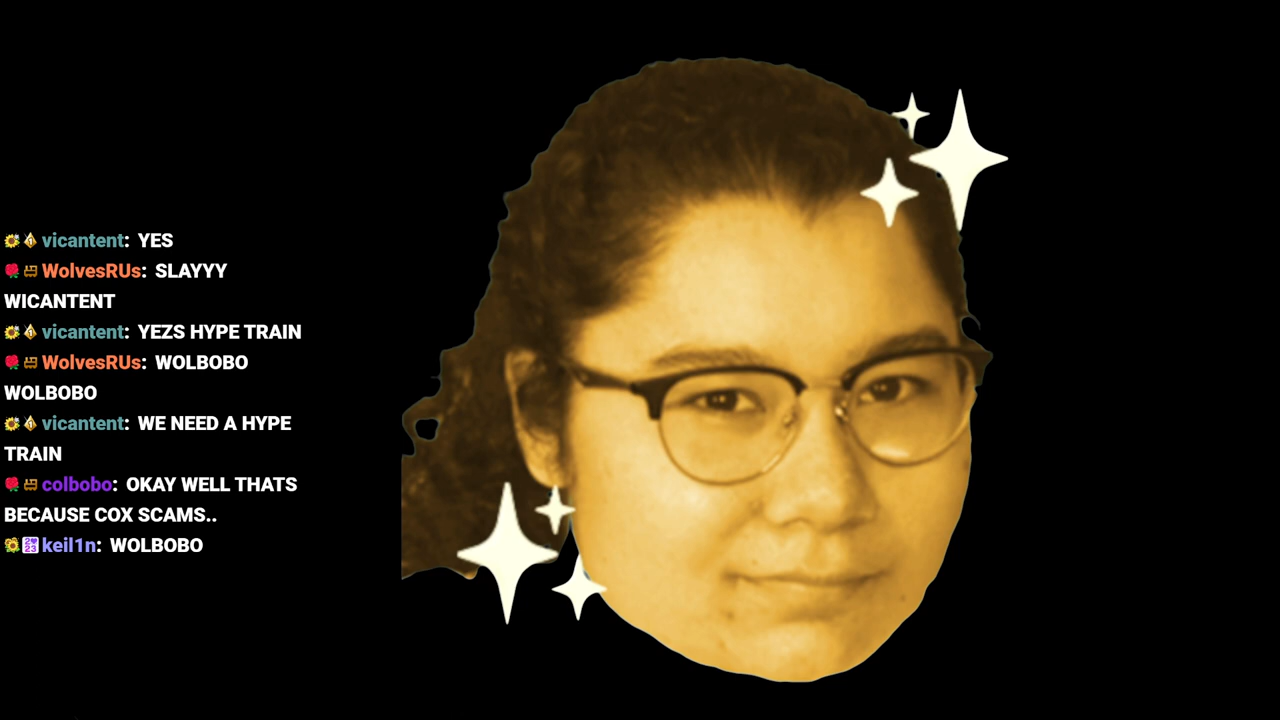 vicantent: YES
WolvesRUs: SLAYYY
WICANTENT
vicantent: YEZS HYPE TRAIN
WolvesRUs: WOLBOBO
WOLBOBO
vicantent: WE NEED A HYPE
TRAIN
colbobo: OKAY WELL THATS
BECAUSE COX SCAMS..
keil1n: WOLBOBO